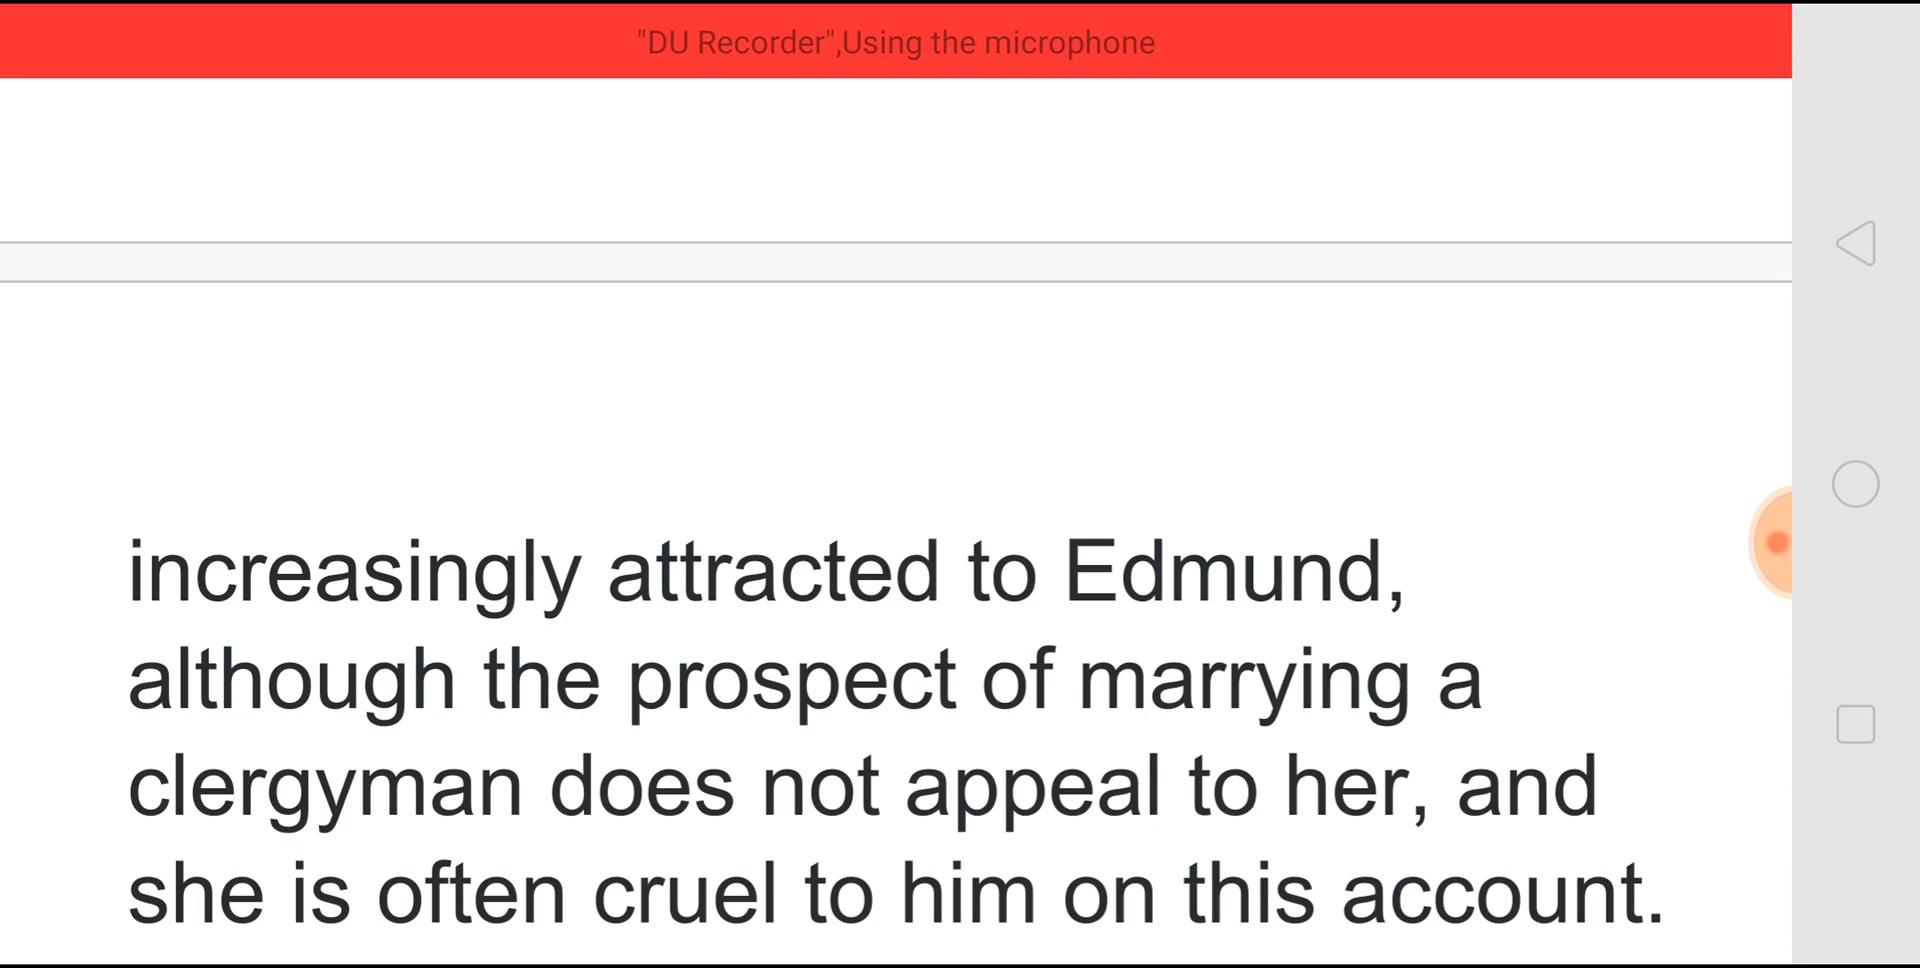 "DU Recorder",Using the microphone
increasingly attracted to Edmund,
although the prospect of marrying a
clergyman does not appeal to her, and
she is often cruel to him on this account.